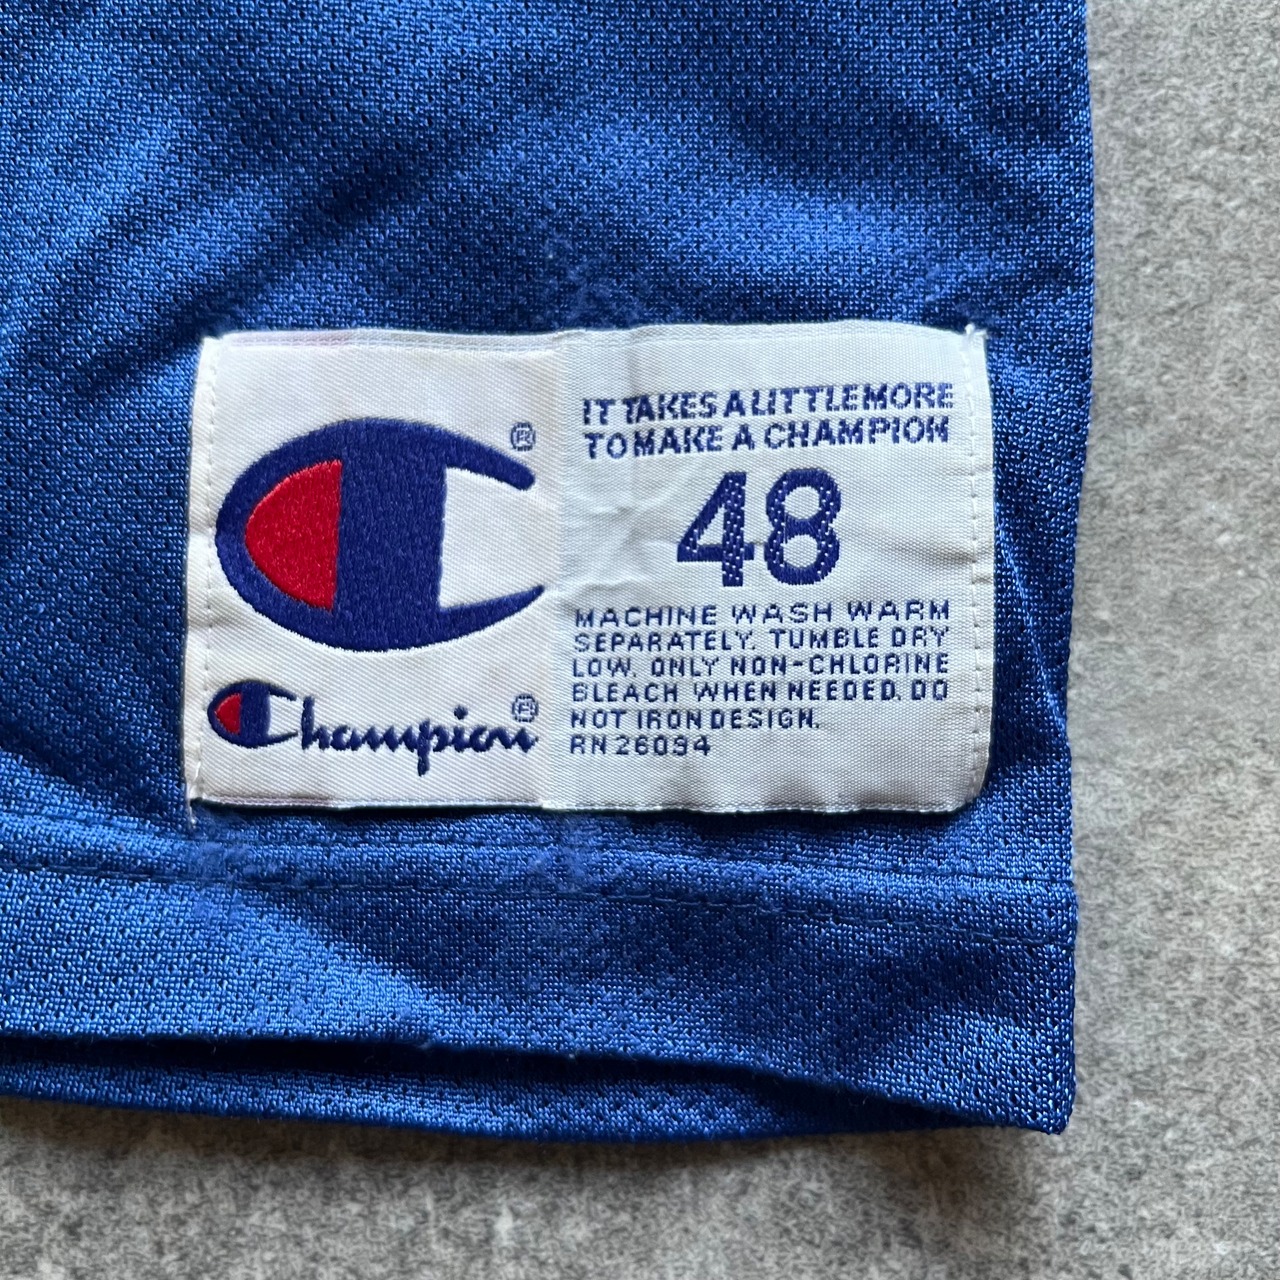 ®
Champion®
IT TAKES A LITTLE MORE
TO MAKE A CHAMPION
48
MACHINE WASH WARM
SEPARATELY. TUMBLE DRY
LOW. ONLY NON-CHLORINE
BLEACH WHEN NEEDED. DO
NOT IRON DESIGN.
RN 26094